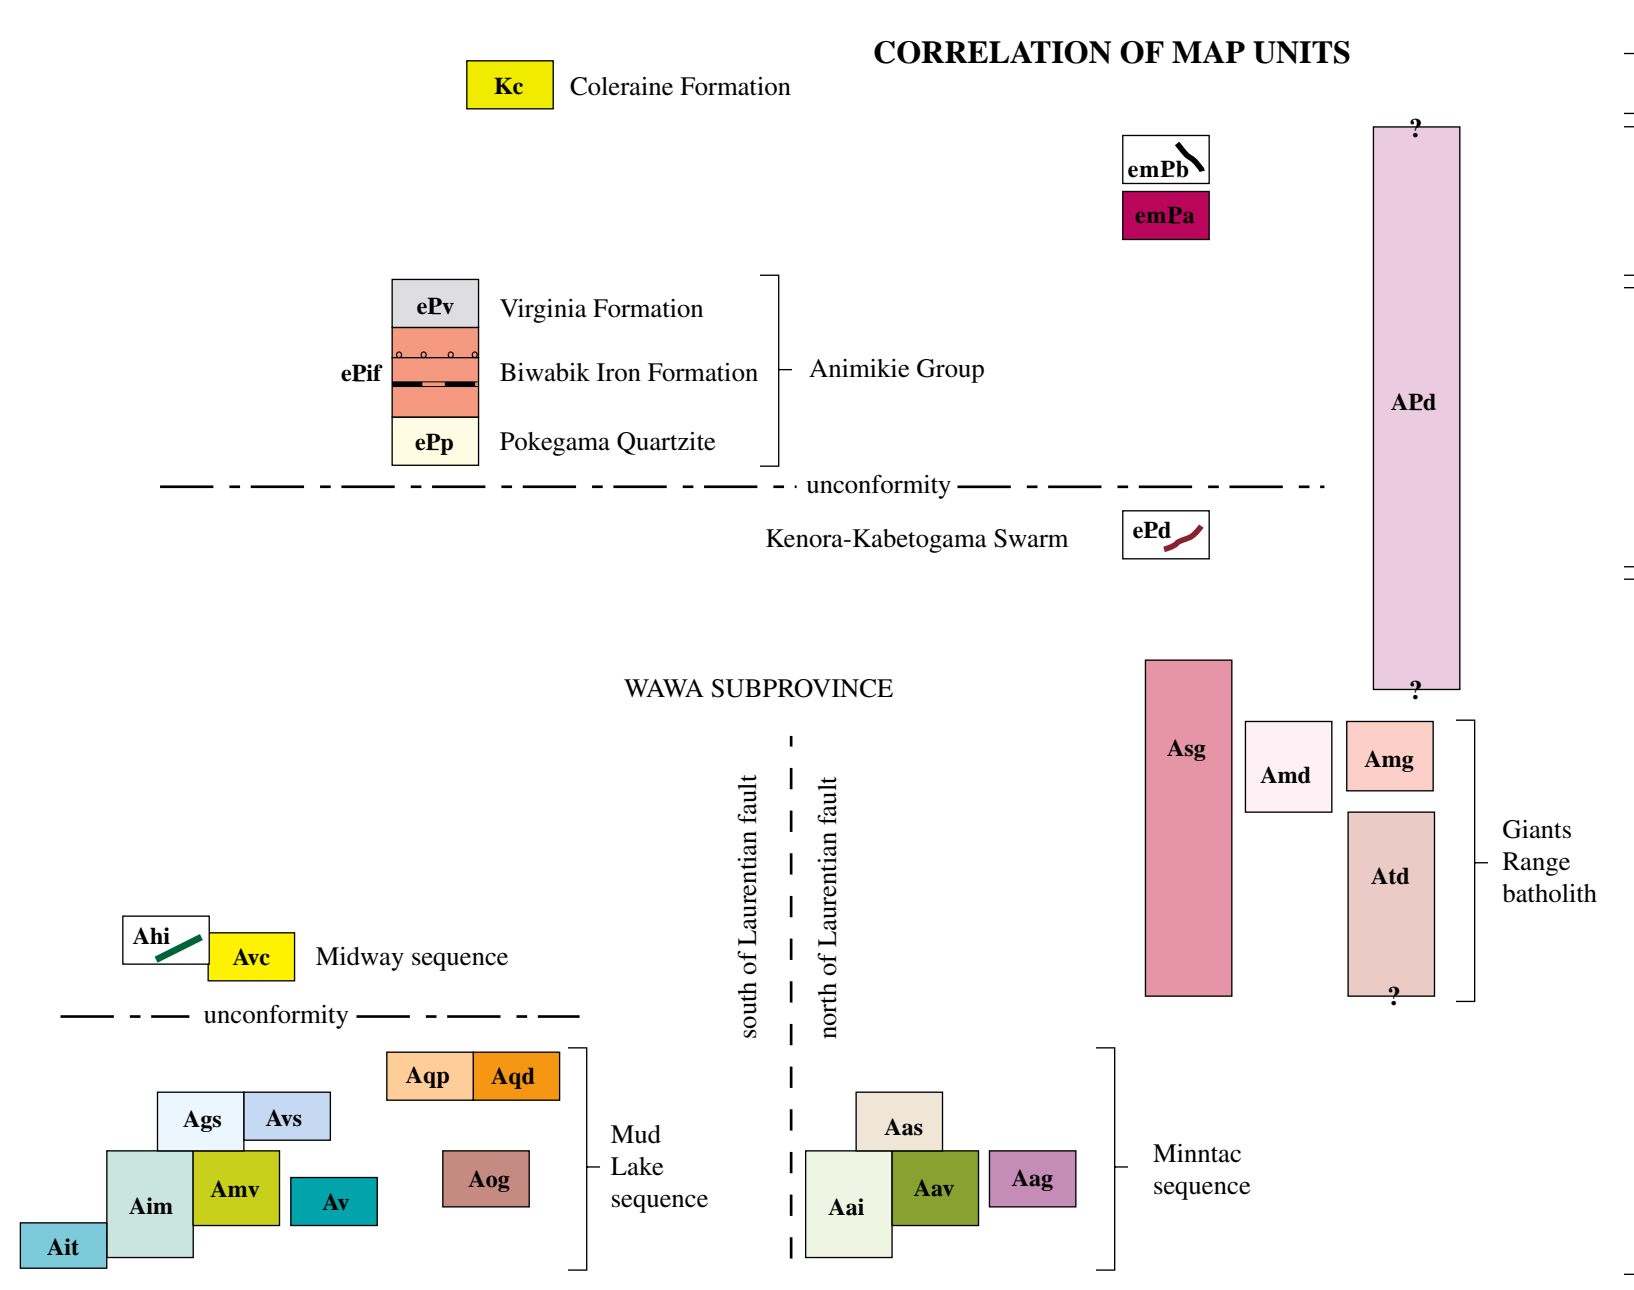 CORRELATION OF MAP UNITS
Kc Coleraine Formation
?
emPb
emPa
ePv Virginia Formation
ePif Biwabik Iron Formation
Animikie Group
ePp Pokegama Quartzite
APd
unconformity
Kenora-Kabetogama Swarm ePd
?
WAWA SUBPROVINCE
south of Laurentian fault
north of Laurentian fault
Asg
Amd
Amg
Atd
?
Giants
Range
batholith
Ahi
Avc Midway sequence
unconformity
Aqp Aqd
Ags Avs
Aim Amv Av Aog
Ait
Mud
Lake
sequence
Aas
Aai Aav Aag
Minntac
sequence